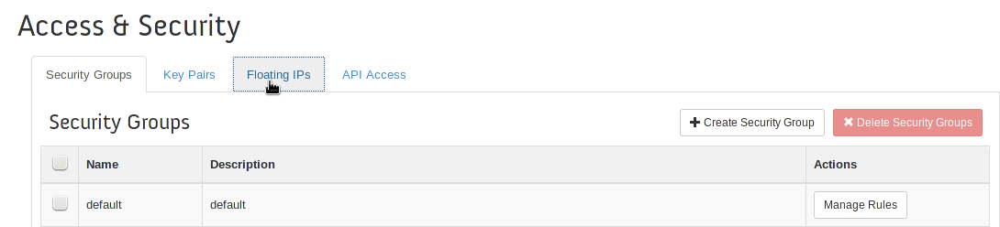 Access & Security
Security Groups Key Pairs Floating IPs API Access
Security Groups + Create Security Group ✖ Delete Security Groups
Name Description Actions
default default Manage Rules